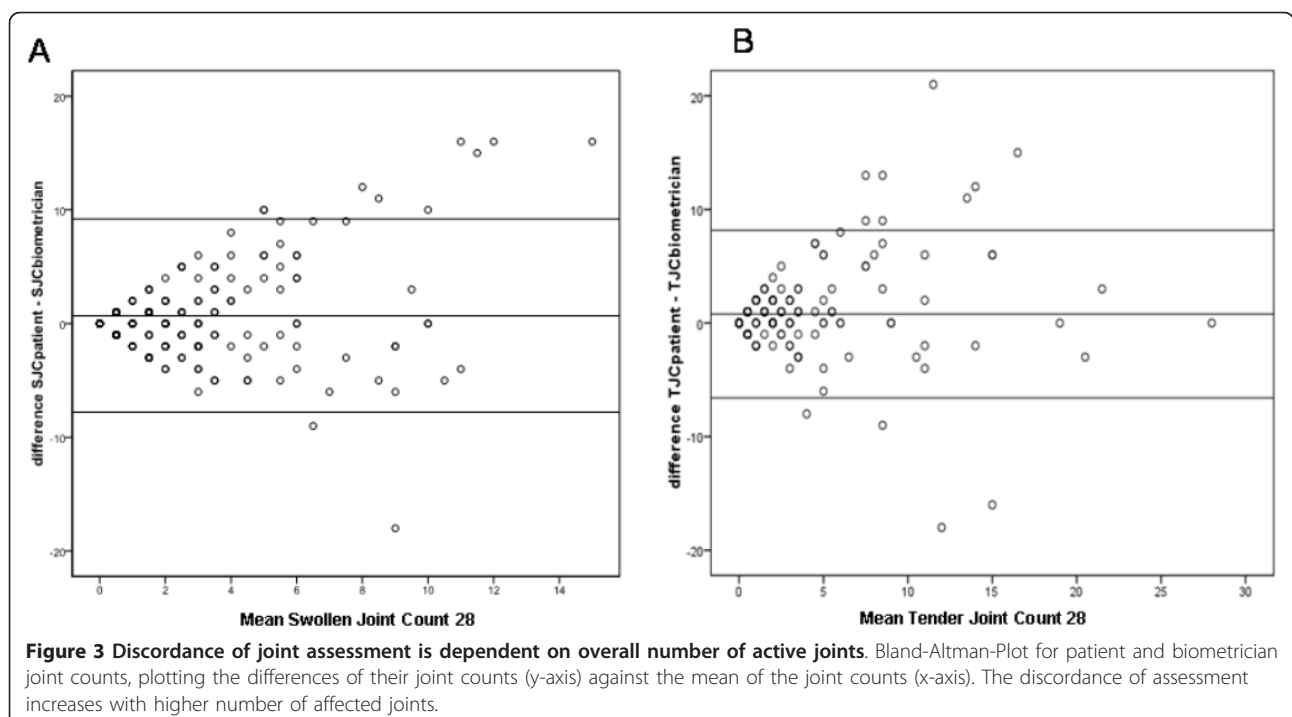 A
B
20
10
0
-10
-20
difference SJCpatient - SJCbiometrician
0 2 4 6 8 10 12 14
Mean Swollen Joint Count 28
20
10
0
-10
-20
difference TJCpatient - TJCbiometrician
0 5 10 15 20 25 30
Mean Tender Joint Count 28
Figure 3 Discordance of joint assessment is dependent on overall number of active joints. Bland-Altman-Plot for patient and biometrician
joint counts, plotting the differences of their joint counts (y-axis) against the mean of the joint counts (x-axis). The discordance of assessment
increases with higher number of affected joints.